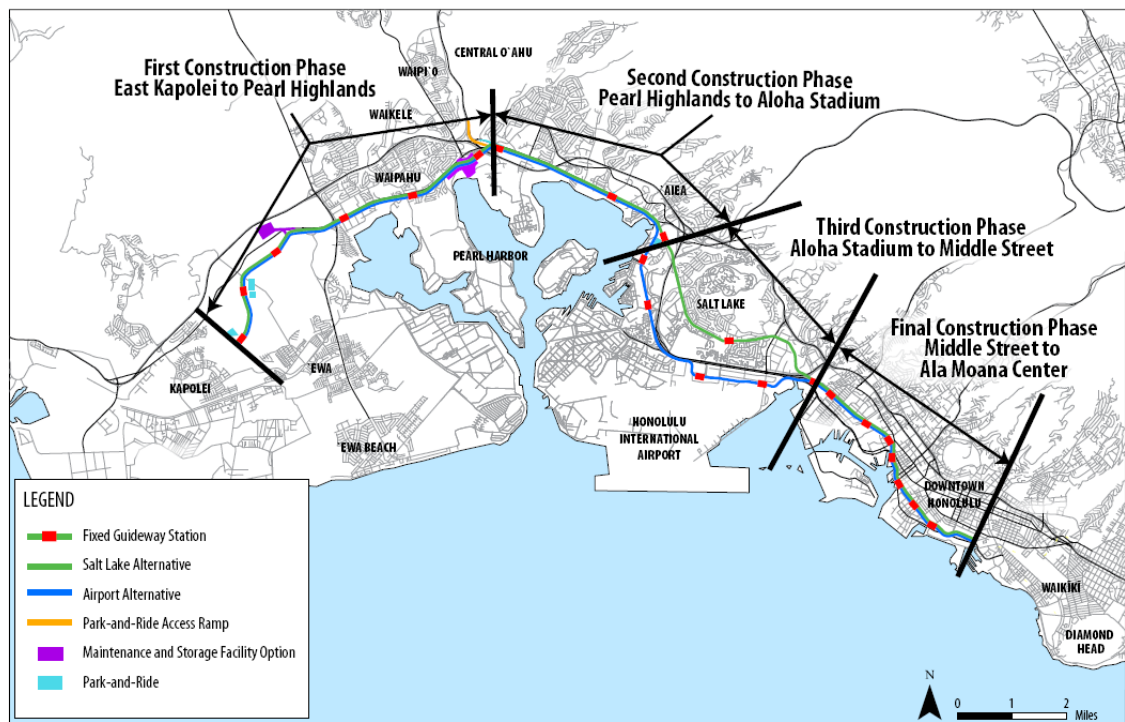 CENTRAL O`AHU
First Construction Phase
East Kapolei to Pearl Highlands
WAIPI`O
Second Construction Phase
Pearl Highlands to Aloha Stadium
WAIKELE
WAIPAHU
`AIEA
Third Construction Phase
Aloha Stadium to Middle Street
PEARL HARBOR
SALT LAKE
Final Construction Phase
Middle Street to
Ala Moana Center
`EWA
KAPOLEI
HONOLULU
INTERNATIONAL
AIRPORT
`EWA BEACH
DOWNTOWN
HONOLULU
WAIKĪKĪ
DIAMOND
HEAD
LEGEND
Fixed Guideway Station
Salt Lake Alternative
Airport Alternative
Park-and-Ride Access Ramp
Maintenance and Storage Facility Option
Park-and-Ride
N
0 1 2
Miles